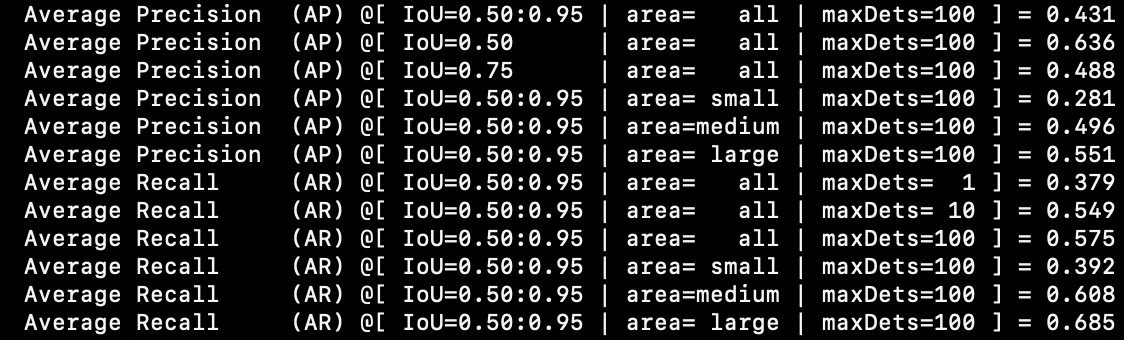 Average Precision  (AP) @[ IoU=0.50:0.95 | area=   all | maxDets=100 ] = 0.431
Average Precision  (AP) @[ IoU=0.50      | area=   all | maxDets=100 ] = 0.636
Average Precision  (AP) @[ IoU=0.75      | area=   all | maxDets=100 ] = 0.488
Average Precision  (AP) @[ IoU=0.50:0.95 | area= small | maxDets=100 ] = 0.281
Average Precision  (AP) @[ IoU=0.50:0.95 | area=medium | maxDets=100 ] = 0.496
Average Precision  (AP) @[ IoU=0.50:0.95 | area= large | maxDets=100 ] = 0.551
Average Recall     (AR) @[ IoU=0.50:0.95 | area=   all | maxDets=  1 ] = 0.379
Average Recall     (AR) @[ IoU=0.50:0.95 | area=   all | maxDets= 10 ] = 0.549
Average Recall     (AR) @[ IoU=0.50:0.95 | area=   all | maxDets=100 ] = 0.575
Average Recall     (AR) @[ IoU=0.50:0.95 | area= small | maxDets=100 ] = 0.392
Average Recall     (AR) @[ IoU=0.50:0.95 | area=medium | maxDets=100 ] = 0.608
Average Recall     (AR) @[ IoU=0.50:0.95 | area= large | maxDets=100 ] = 0.685